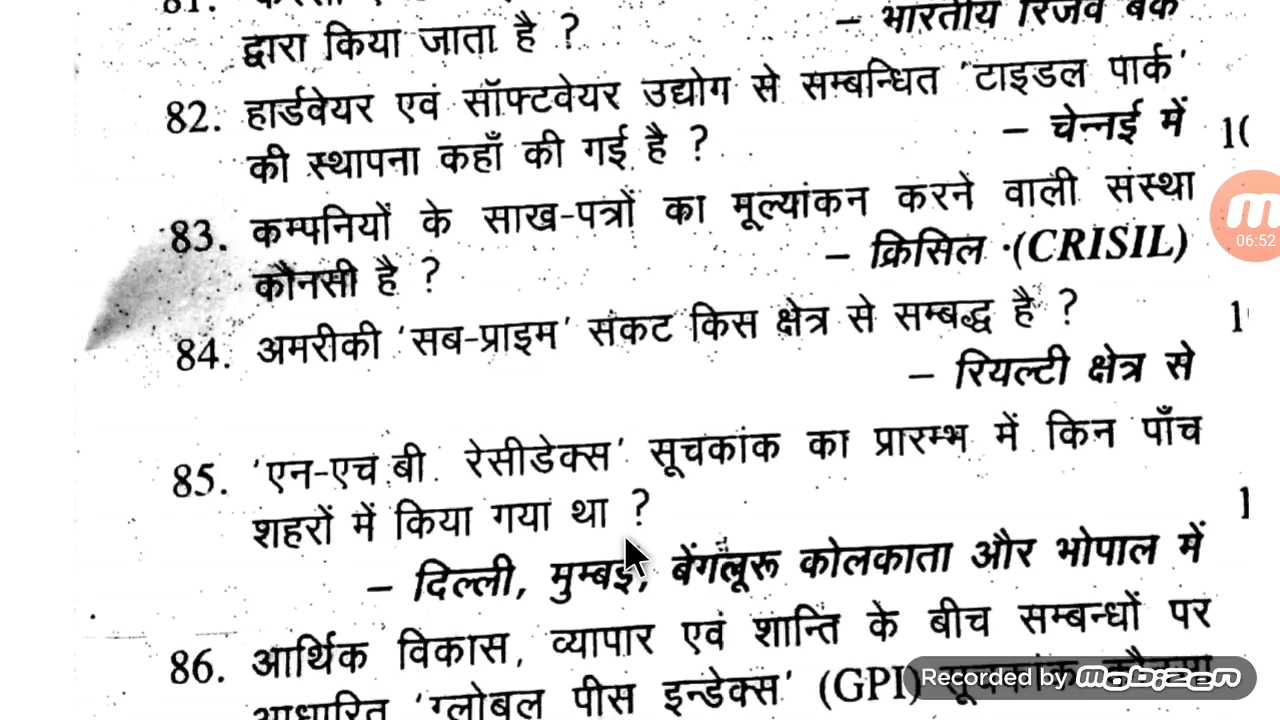 81.
द्वारा किया जाता है ?
– भारतीय रिजर्व बैंक
82. हार्डवेयर एवं सॉफ्टवेयर उद्योग से सम्बन्धित 'टाइडल पार्क'
की स्थापना कहाँ की गई है ?
– चेन्नई में
83. कम्पनियों के साख-पत्रों का मूल्यांकन करने वाली संस्था
कौनसी है ?
– क्रिसिल (CRISIL)
84. अमरीकी 'सब-प्राइम' संकट किस क्षेत्र से सम्बद्ध है ?
– रियल्टी क्षेत्र से
85. 'एन-एच.बी. रेसीडेक्स' सूचकांक का प्रारम्भ में किन पाँच
शहरों में किया गया था ?
– दिल्ली, मुम्बई, बेंगलूरू कोलकाता और भोपाल में
86. आर्थिक विकास, व्यापार एवं शान्ति के बीच सम्बन्धों पर
आधारित 'ग्लोबल पीस इन्डेक्स' (GPI) सूचकांक
06:52
Recorded by mobizen